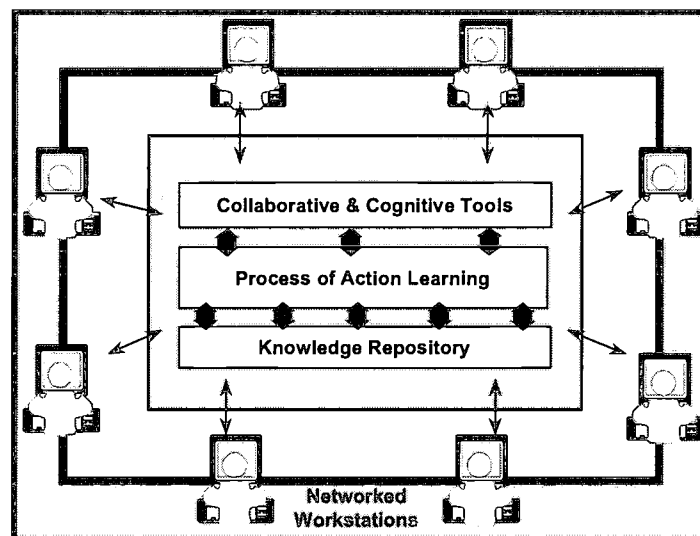 Collaborative & Cognitive Tools
Process of Action Learning
Knowledge Repository
Networked
Workstations